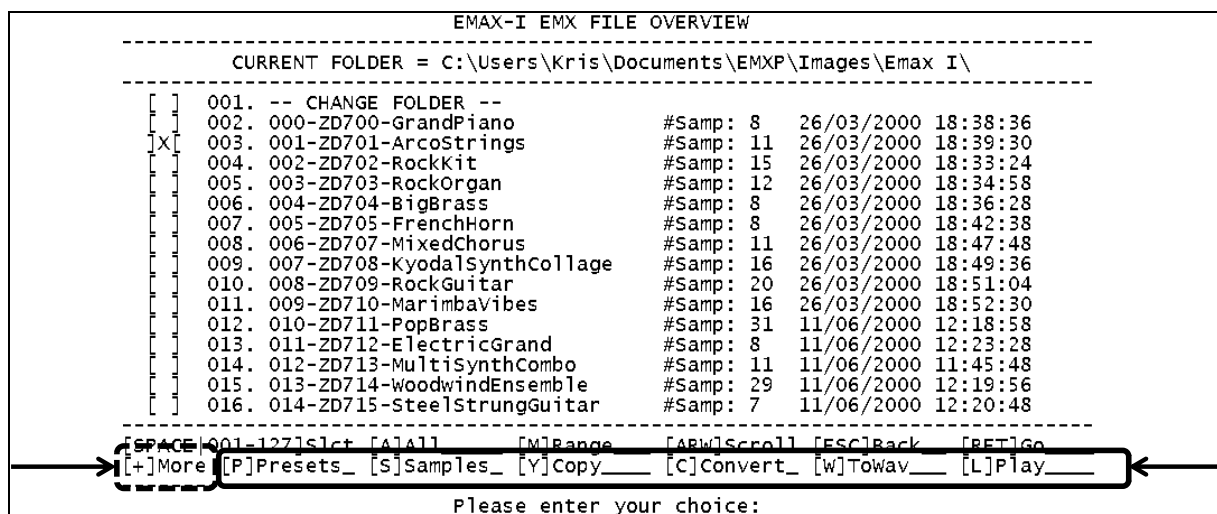 EMAX-I EMX FILE OVERVIEW
--------------------------------------------------------------------------------
CURRENT FOLDER = C:\Users\Kris\Documents\EMXP\Images\Emax I\
--------------------------------------------------------------------------------
[ ] 001. -- CHANGE FOLDER --
[ ] 002. 000-ZD700-GrandPiano #Samp: 8 26/03/2000 18:38:36
]X[ 003. 001-ZD701-ArcoStrings #Samp: 11 26/03/2000 18:39:30
[ ] 004. 002-ZD702-RockKit #Samp: 15 26/03/2000 18:33:24
[ ] 005. 003-ZD703-RockOrgan #Samp: 12 26/03/2000 18:34:58
[ ] 006. 004-ZD704-BigBrass #Samp: 8 26/03/2000 18:36:28
[ ] 007. 005-ZD705-FrenchHorn #Samp: 8 26/03/2000 18:42:38
[ ] 008. 006-ZD707-MixedChorus #Samp: 11 26/03/2000 18:47:48
[ ] 009. 007-ZD708-KyodalSynthCollage #Samp: 16 26/03/2000 18:49:36
[ ] 010. 008-ZD709-RockGuitar #Samp: 20 26/03/2000 18:51:04
[ ] 011. 009-ZD710-MarimbaVibes #Samp: 16 26/03/2000 18:52:30
[ ] 012. 010-ZD711-PopBrass #Samp: 31 11/06/2000 12:18:58
[ ] 013. 011-ZD712-ElectricGrand #Samp: 8 11/06/2000 12:23:28
[ ] 014. 012-ZD713-MultiSynthCombo #Samp: 11 11/06/2000 11:45:48
[ ] 015. 013-ZD714-WoodwindEnsemble #Samp: 29 11/06/2000 12:19:56
[ ] 016. 014-ZD715-SteelStrungGuitar #Samp: 7 11/06/2000 12:20:48
--------------------------------------------------------------------------------
[SPACE|001-127]Slct [A]All____ [M]Range____ [ARW]Scroll [ESC]Back____ [RET]Go____
[+]More [P]Presets_ [S]Samples_ [Y]Copy____ [C]Convert_ [W]ToWav____ [L]Play____
Please enter your choice: